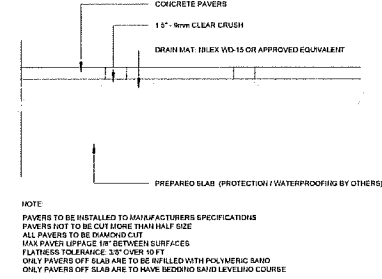 CONCRETE PAVERS
1.5" - 9mm CLEAR CRUSH
DRAIN MAT: NILEX WD-15 OR APPROVED EQUIVALENT
PREPARED SLAB (PROTECTION / WATERPROOFING BY OTHERS)
NOTE:
PAVERS TO BE INSTALLED TO MANUFACTURERS SPECIFICATIONS
PAVERS NOT TO BE CUT MORE THAN HALF SIZE
ALL PAVERS TO BE DIAMOND CUT
MAX PAVER LIPPAGE 1/8" BETWEEN SURFACES
FLATNESS TOLERANCE: 3/8" OVER 10 FT
ONLY PAVERS OFF SLAB ARE TO BE INFILLED WITH POLYMERIC SAND
ONLY PAVERS OFF SLAB ARE TO HAVE BEDDING SAND LEVELING COURSE